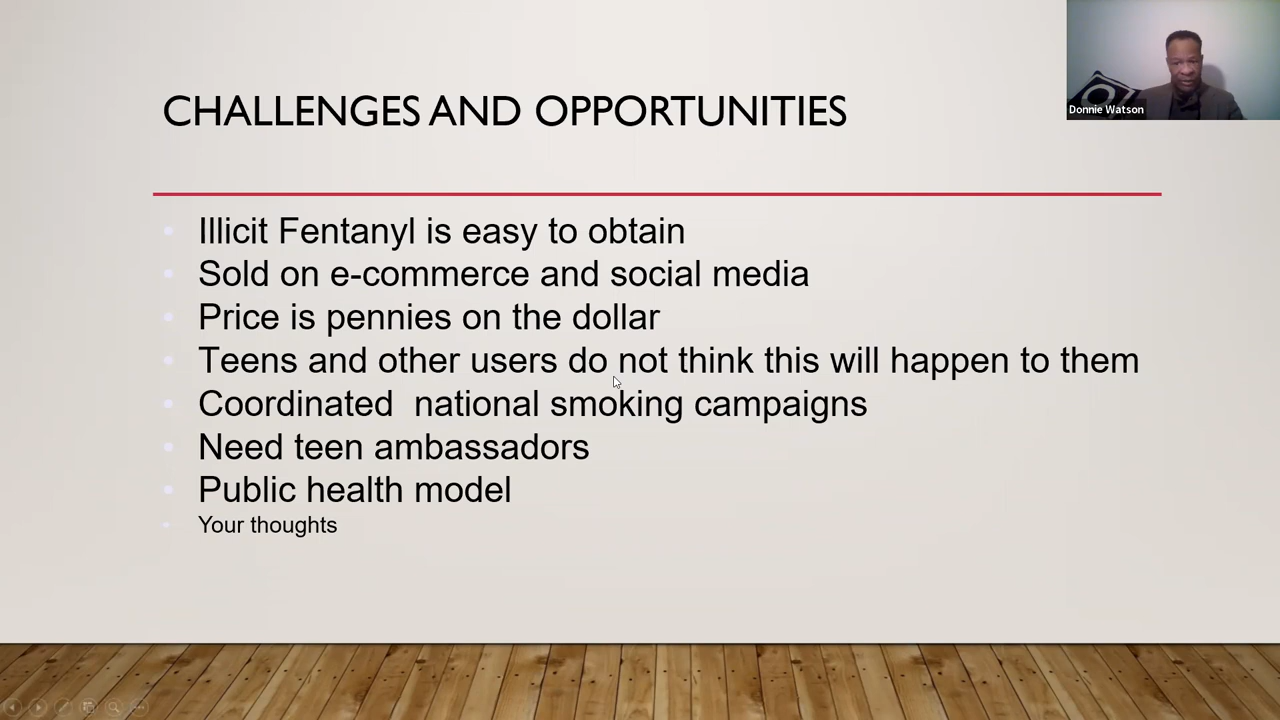 CHALLENGES AND OPPORTUNITIES
Donnie Watson
Illicit Fentanyl is easy to obtain
Sold on e-commerce and social media
Price is pennies on the dollar
Teens and other users do not think this will happen to them
Coordinated  national smoking campaigns
Need teen ambassadors
Public health model
Your thoughts